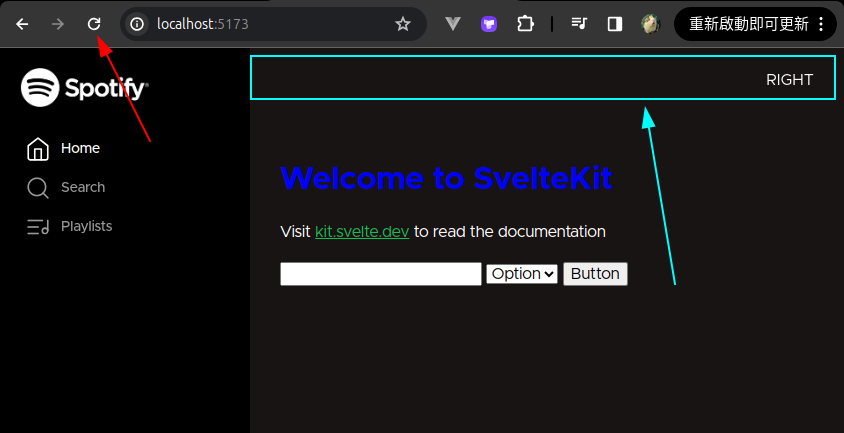 localhost:5173
重新啟動即可更新
Spotify
RIGHT
Home
Search
Playlists
Welcome to SvelteKit
Visit kit.svelte.dev to read the documentation
Option Button